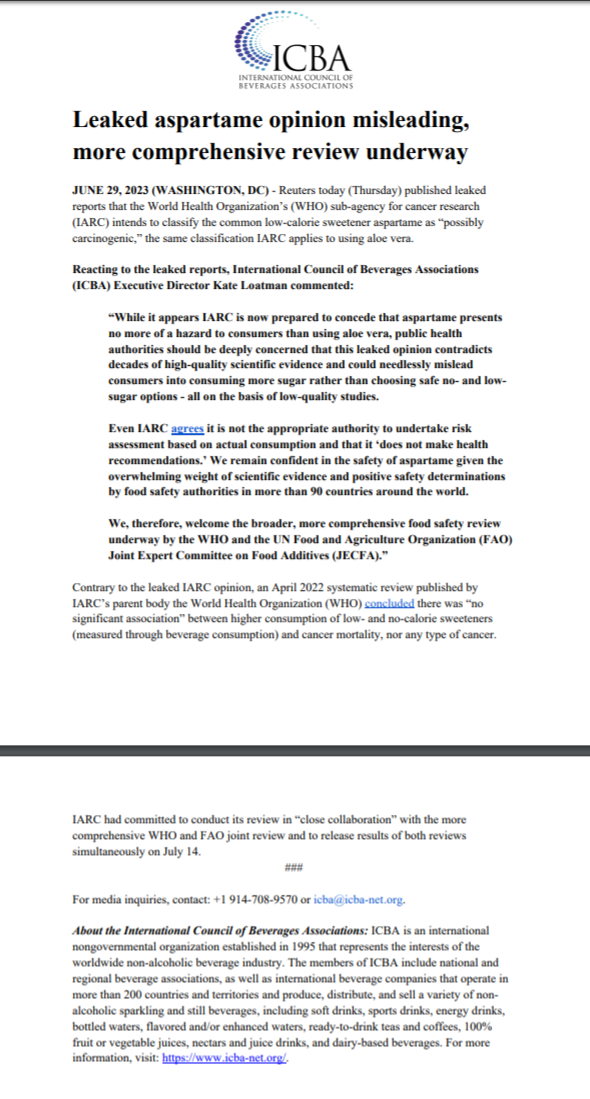 ICBA
INTERNATIONAL COUNCIL OF
BEVERAGES ASSOCIATIONS
Leaked aspartame opinion misleading,
more comprehensive review underway
JUNE 29, 2023 (WASHINGTON, DC) - Reuters today (Thursday) published leaked
reports that the World Health Organization's (WHO) sub-agency for cancer research
(IARC) intends to classify the common low-calorie sweetener aspartame as “possibly
carcinogenic,” the same classification IARC applies to using aloe vera.
Reacting to the leaked reports, International Council of Beverages Associations
(ICBA) Executive Director Kate Loatman commented:
“While it appears IARC is now prepared to concede that aspartame presents
no more of a hazard to consumers than using aloe vera, public health
authorities should be deeply concerned that this leaked opinion contradicts
decades of high-quality scientific evidence and could needlessly mislead
consumers into consuming more sugar rather than choosing safe no- and low-
sugar options - all on the basis of low-quality studies.
Even IARC agrees it is not the appropriate authority to undertake risk
assessment based on actual consumption and that it ‘does not make health
recommendations.’ We remain confident in the safety of aspartame given the
overwhelming weight of scientific evidence and positive safety determinations
by food safety authorities in more than 90 countries around the world.
We, therefore, welcome the broader, more comprehensive food safety review
underway by the WHO and the UN Food and Agriculture Organization (FAO)
Joint Expert Committee on Food Additives (JECFA).”
Contrary to the leaked IARC opinion, an April 2022 systematic review published by
IARC's parent body the World Health Organization (WHO) concluded there was “no
significant association” between higher consumption of low- and no-calorie sweeteners
(measured through beverage consumption) and cancer mortality, nor any type of cancer.
IARC had committed to conduct its review in “close collaboration” with the more
comprehensive WHO and FAO joint review and to release results of both reviews
simultaneously on July 14.
###
For media inquiries, contact: +1 914-708-9570 or icba@icba-net.org.
About the International Council of Beverages Associations: ICBA is an international
nongovernmental organization established in 1995 that represents the interests of the
worldwide non-alcoholic beverage industry. The members of ICBA include national and
regional beverage associations, as well as international beverage companies that operate in
more than 200 countries and territories and produce, distribute, and sell a variety of non-
alcoholic sparkling and still beverages, including soft drinks, sports drinks, energy drinks,
bottled waters, flavored and/or enhanced waters, ready-to-drink teas and coffees, 100%
fruit or vegetable juices, nectars and juice drinks, and dairy-based beverages. For more
information, visit: https://www.icba-net.org/.